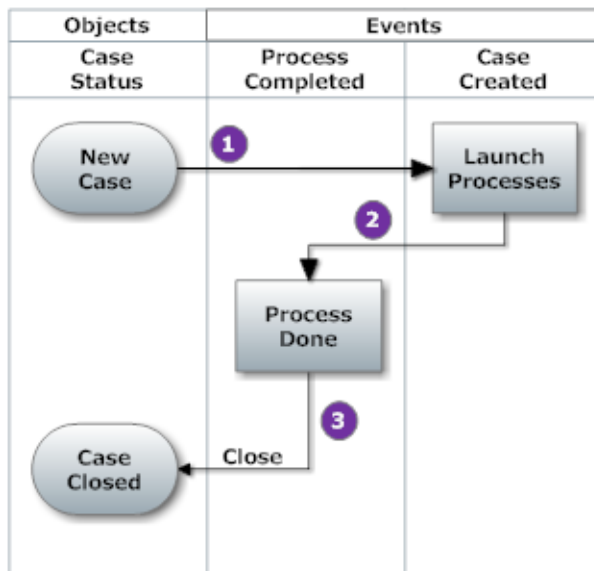 Objects
Events
Case
Status
Process
Completed
Case
Created
New
Case
1
Launch
Processes
2
Process
Done
3
Close
Case
Closed